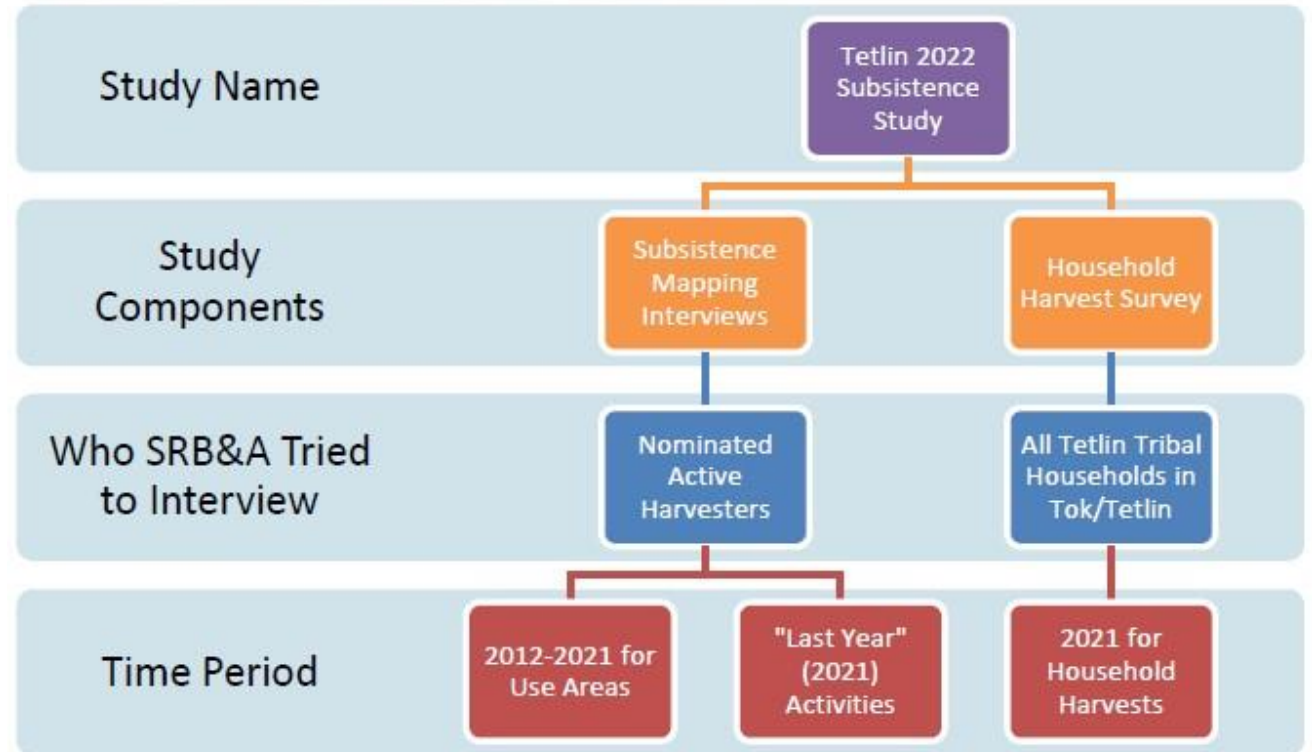 Study Name
Tetlin 2022
Subsistence
Study
Study
Components
Subsistence
Mapping
Interviews
Household
Harvest Survey
Who SRB&A Tried
to Interview
Nominated
Active
Harvesters
All Tetlin Tribal
Households in
Tok/Tetlin
Time Period
2012-2021 for
Use Areas
"Last Year"
(2021)
Activities
2021 for
Household
Harvests